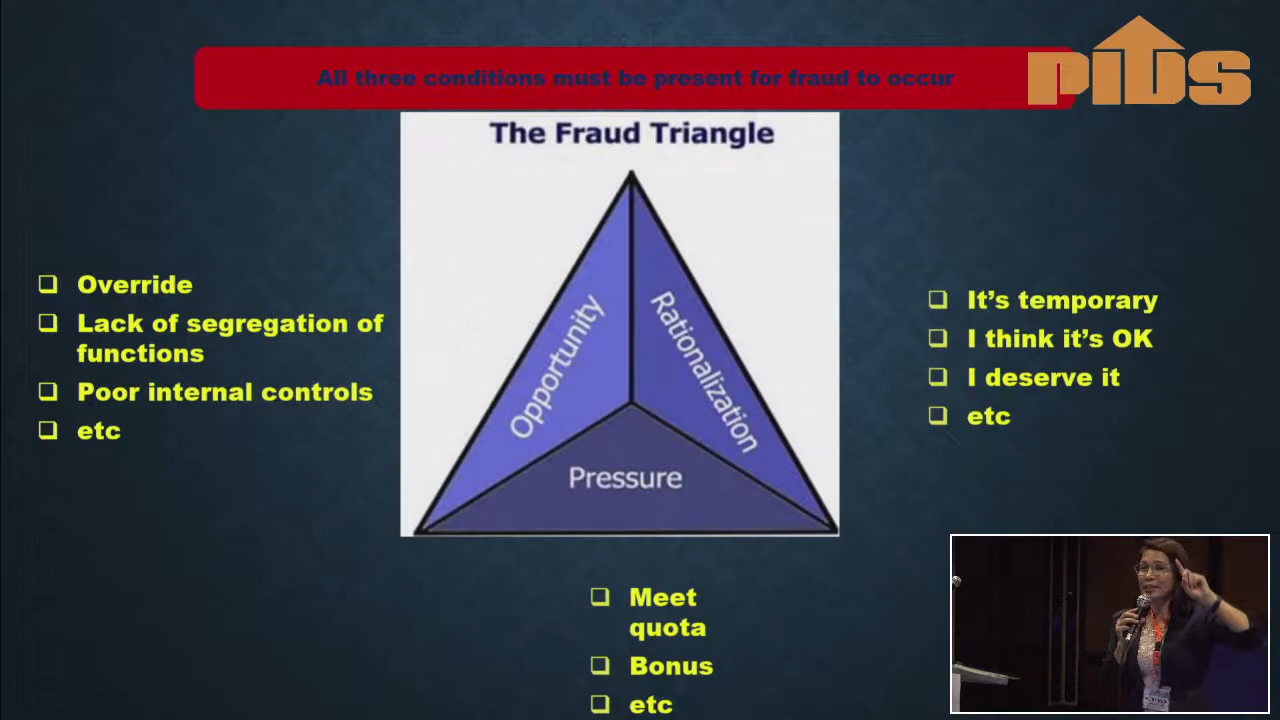 All three conditions must be present for fraud to occur
PITS
The Fraud Triangle
Override
Lack of segregation of
functions
Poor internal controls
etc
Opportunity
Rationalization
Pressure
It’s temporary
I think it’s OK
I deserve it
etc
Meet
quota
Bonus
etc